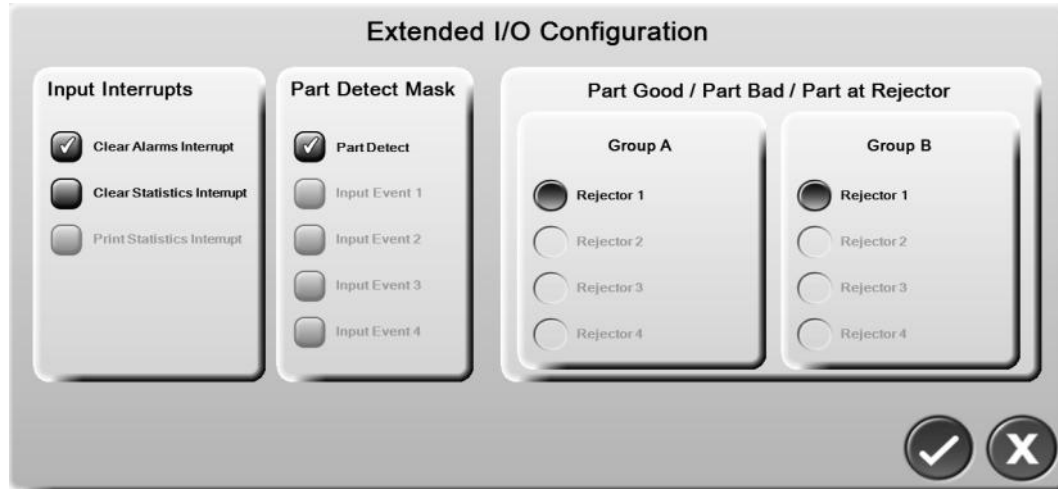 Extended I/O Configuration
Input Interrupts
Clear Alarms Interrupt
Clear Statistics Interrupt
Print Statistics Interrupt
Part Detect Mask
Part Detect
Input Event 1
Input Event 2
Input Event 3
Input Event 4
Part Good / Part Bad / Part at Rejector
Group A
Rejector 1
Rejector 2
Rejector 3
Rejector 4
Group B
Rejector 1
Rejector 2
Rejector 3
Rejector 4
X